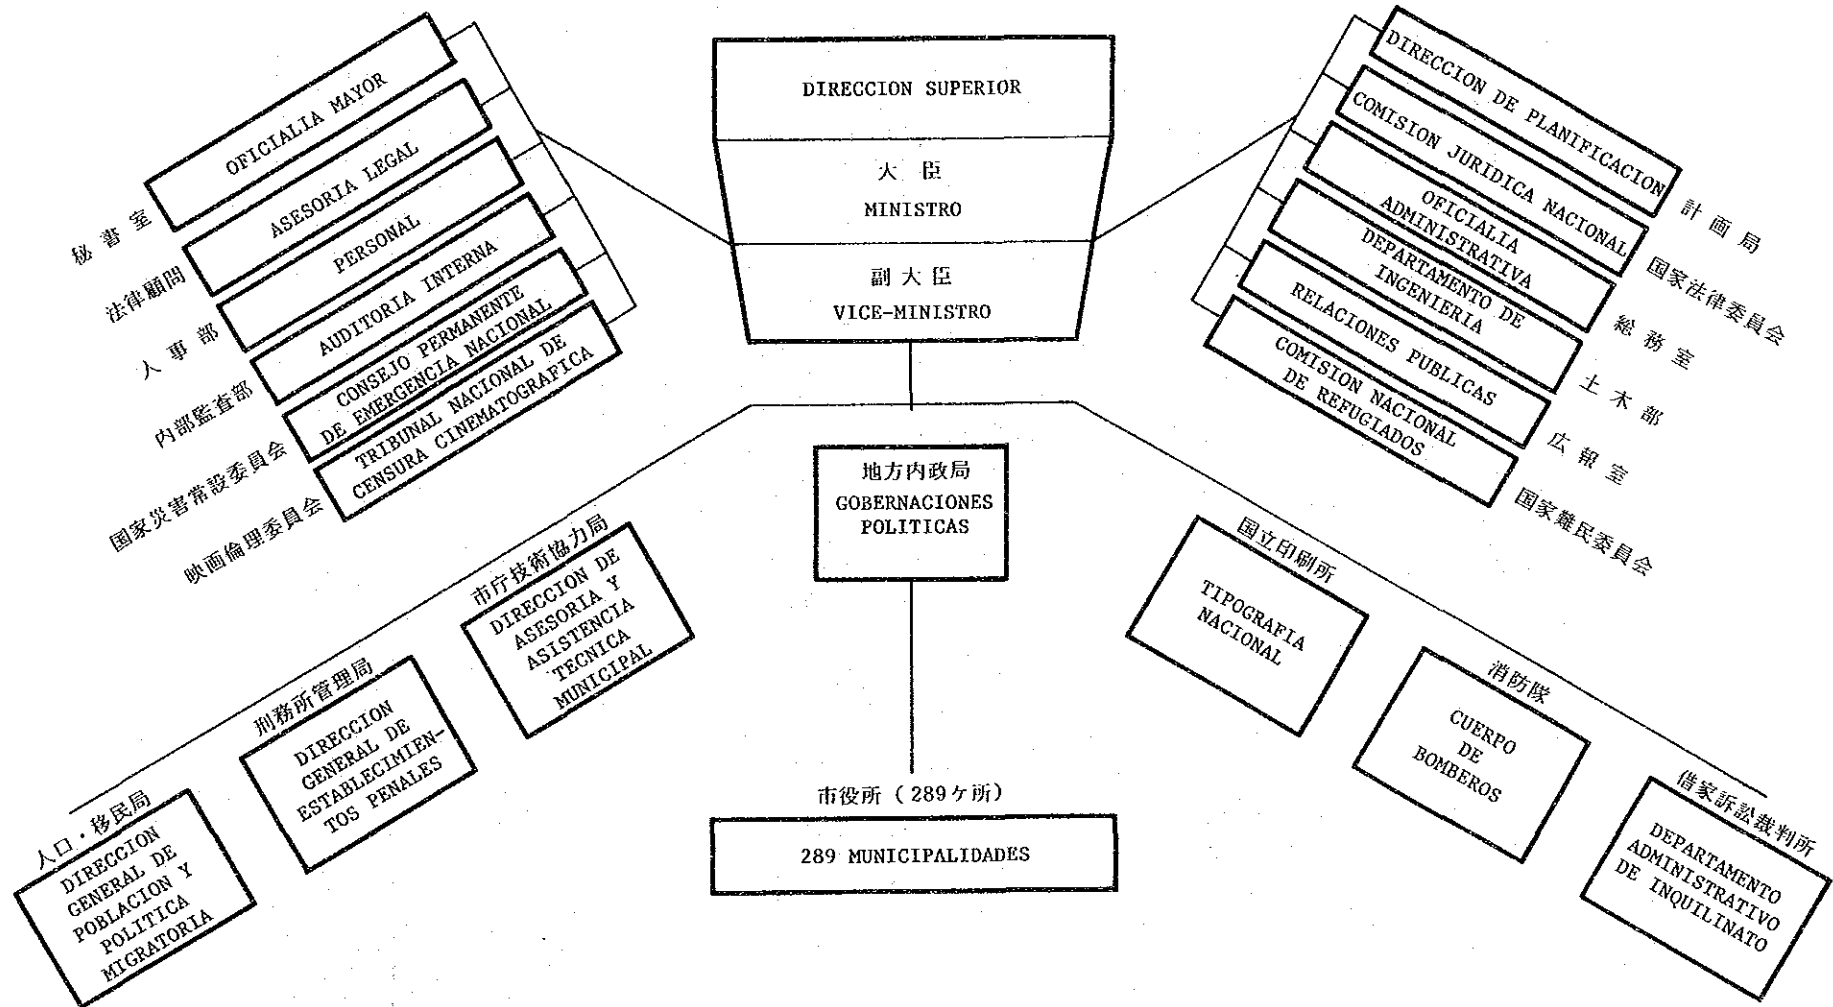 OFICIALIA MAYOR
秘書室
ASESORIA LEGAL
法律顧問
PERSONAL
人事部
AUDITORIA INTERNA
内部監査部
CONSEJO PERMANENTE
DE EMERGENCIA NACIONAL
国家災害常設委員会
TRIBUNAL NACIONAL DE
CENSURA CINEMATOGRAFICA
映画倫理委員会
DIRECCION SUPERIOR
大臣
MINISTRO
副大臣
VICE-MINISTRO
DIRECCION DE PLANIFICACION
計画局
COMISION JURIDICA NACIONAL
国家法律委員会
OFICIALIA
ADMINISTRATIVA
総務室
DEPARTAMENTO DE
INGENIERIA
土木部
RELACIONES PUBLICAS
広報室
COMISION NACIONAL
DE REFUGIADOS
国家難民委員会
人口・移民局
DIRECCION
GENERAL DE
POBLACION Y
POLITICA
MIGRATORIA
刑務所管理局
DIRECCION
GENERAL DE
ESTABLECIMIEN-
TOS PENALES
市庁技術協力局
DIRECCION DE
ASESORIA Y
ASISTENCIA
TECNICA
MUNICIPAL
地方内政局
GOBERNACIONES
POLITICAS
市役所（289ケ所）
289 MUNICIPALIDADES
国立印刷所
TIPOGRAFIA
NACIONAL
消防隊
CUERPO
DE
BOMBEROS
借家訴訟裁判所
DEPARTAMENTO
ADMINISTRATIVO
DE INQUILINATO